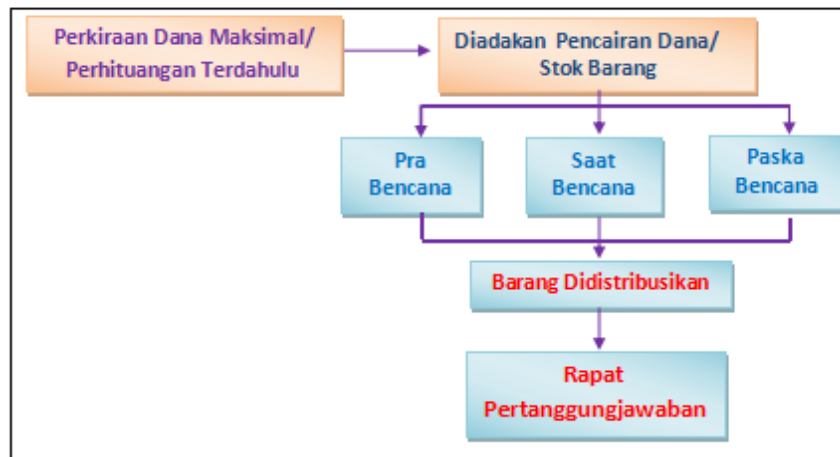 Perkiraan Dana Maksimal/
Perhituangan Terdahulu
Diadakan Pencairan Dana/
Stok Barang
Pra
Bencana
Saat
Bencana
Paska
Bencana
Barang Didistribusikan
Rapat
Pertanggungjawaban